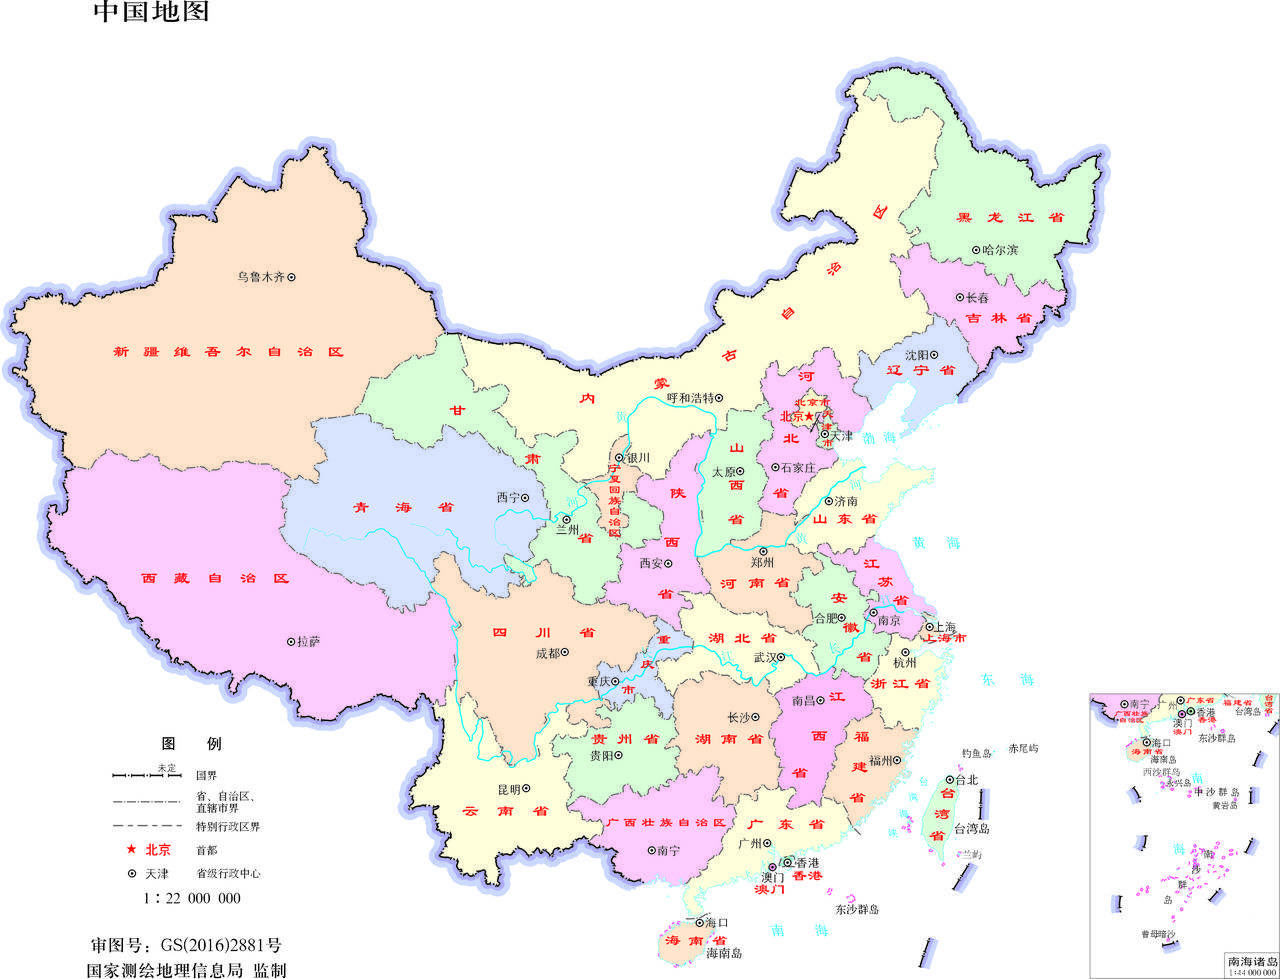 中国地图
黑龙江省
哈尔滨
长春
吉林省
沈阳
辽宁省
内蒙古自治区
呼和浩特
乌鲁木齐
新疆维吾尔自治区
甘肃省
兰州
青海省
西宁
银川
宁夏回族自治区
黄河
北京市
北京
天津市
天津
河北省
石家庄
山西省
太原
渤海
陕西省
西安
济南
山东省
黄海
郑州
河南省
江苏省
南京
安徽省
合肥
上海
上海市
西藏自治区
拉萨
四川省
成都
重庆市
重庆
湖北省
武汉
长江
杭州
浙江省
东海
南昌
江西省
长沙
湖南省
贵州省
贵阳
福建省
福州
云南省
昆明
广西壮族自治区
南宁
广东省
广州
香港
香港
澳门
澳门
台北
台湾省
台湾岛
台湾海峡
钓鱼岛
赤尾屿
兰屿
东沙群岛
海口
海南省
海南岛
南海
图 例
未定
国界
省、自治区、
直辖市界
特别行政区界
北京 首都
天津 省级行政中心
1∶22 000 000
审图号：GS(2016)2881号
国家测绘地理信息局 监制
南宁
广西壮族
自治区
广州
广东省
香港
香港
澳门
澳门
福建省
台湾省
台湾岛
东沙群岛
海口
海南省
海南岛
西沙群岛
永兴岛
中沙群岛
黄岩岛
南海
南沙群岛
曾母暗沙
南海诸岛
1∶44 000 000